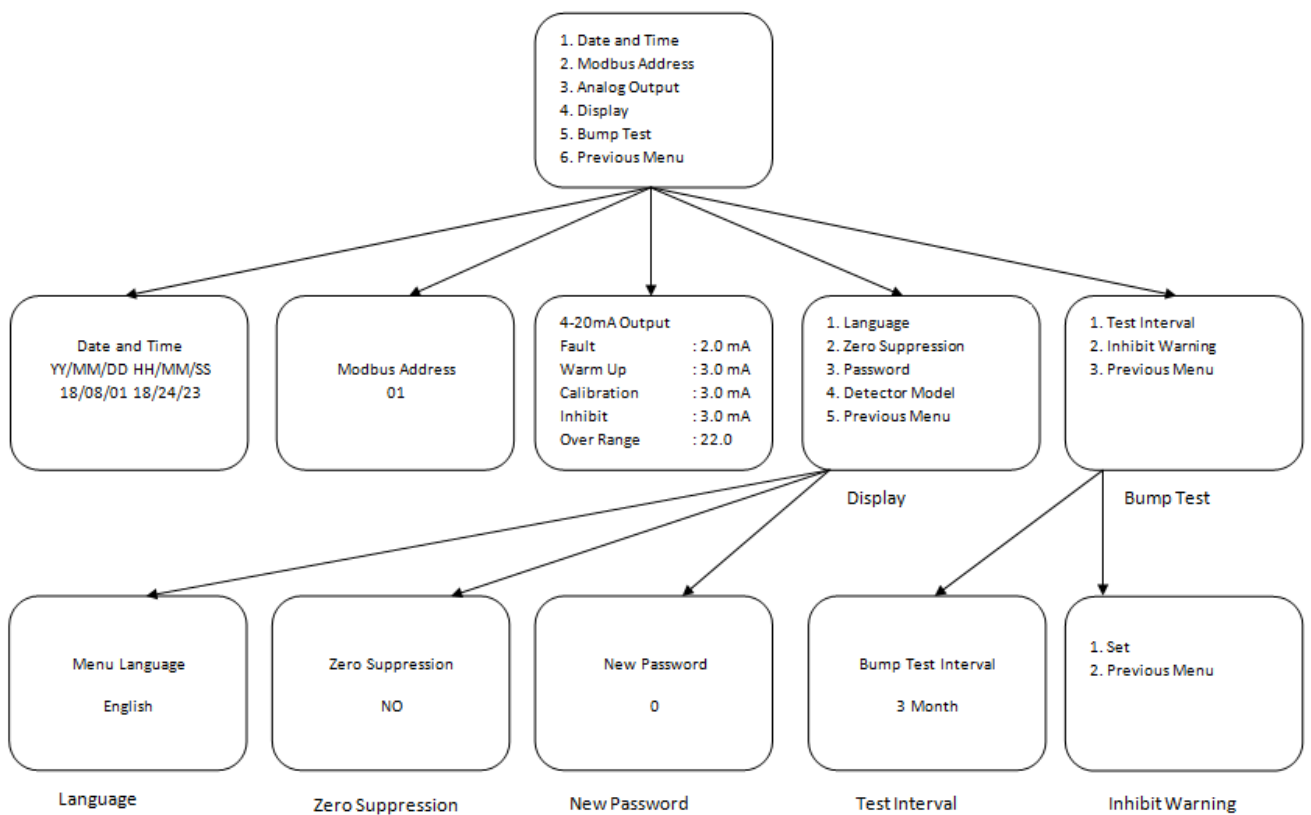 1. Date and Time
2. Modbus Address
3. Analog Output
4. Display
5. Bump Test
6. Previous Menu
Date and Time
YY/MM/DD HH/MM/SS
18/08/01 18/24/23
Modbus Address
01
4-20mA Output
Fault : 2.0 mA
Warm Up : 3.0 mA
Calibration : 3.0 mA
Inhibit : 3.0 mA
Over Range : 22.0
1. Language
2. Zero Suppression
3. Password
4. Detector Model
5. Previous Menu
1. Test Interval
2. Inhibit Warning
3. Previous Menu
Display
Bump Test
Menu Language
English
Zero Suppression
NO
New Password
0
Bump Test Interval
3 Month
1. Set
2. Previous Menu
Language
Zero Suppression
New Password
Test Interval
Inhibit Warning